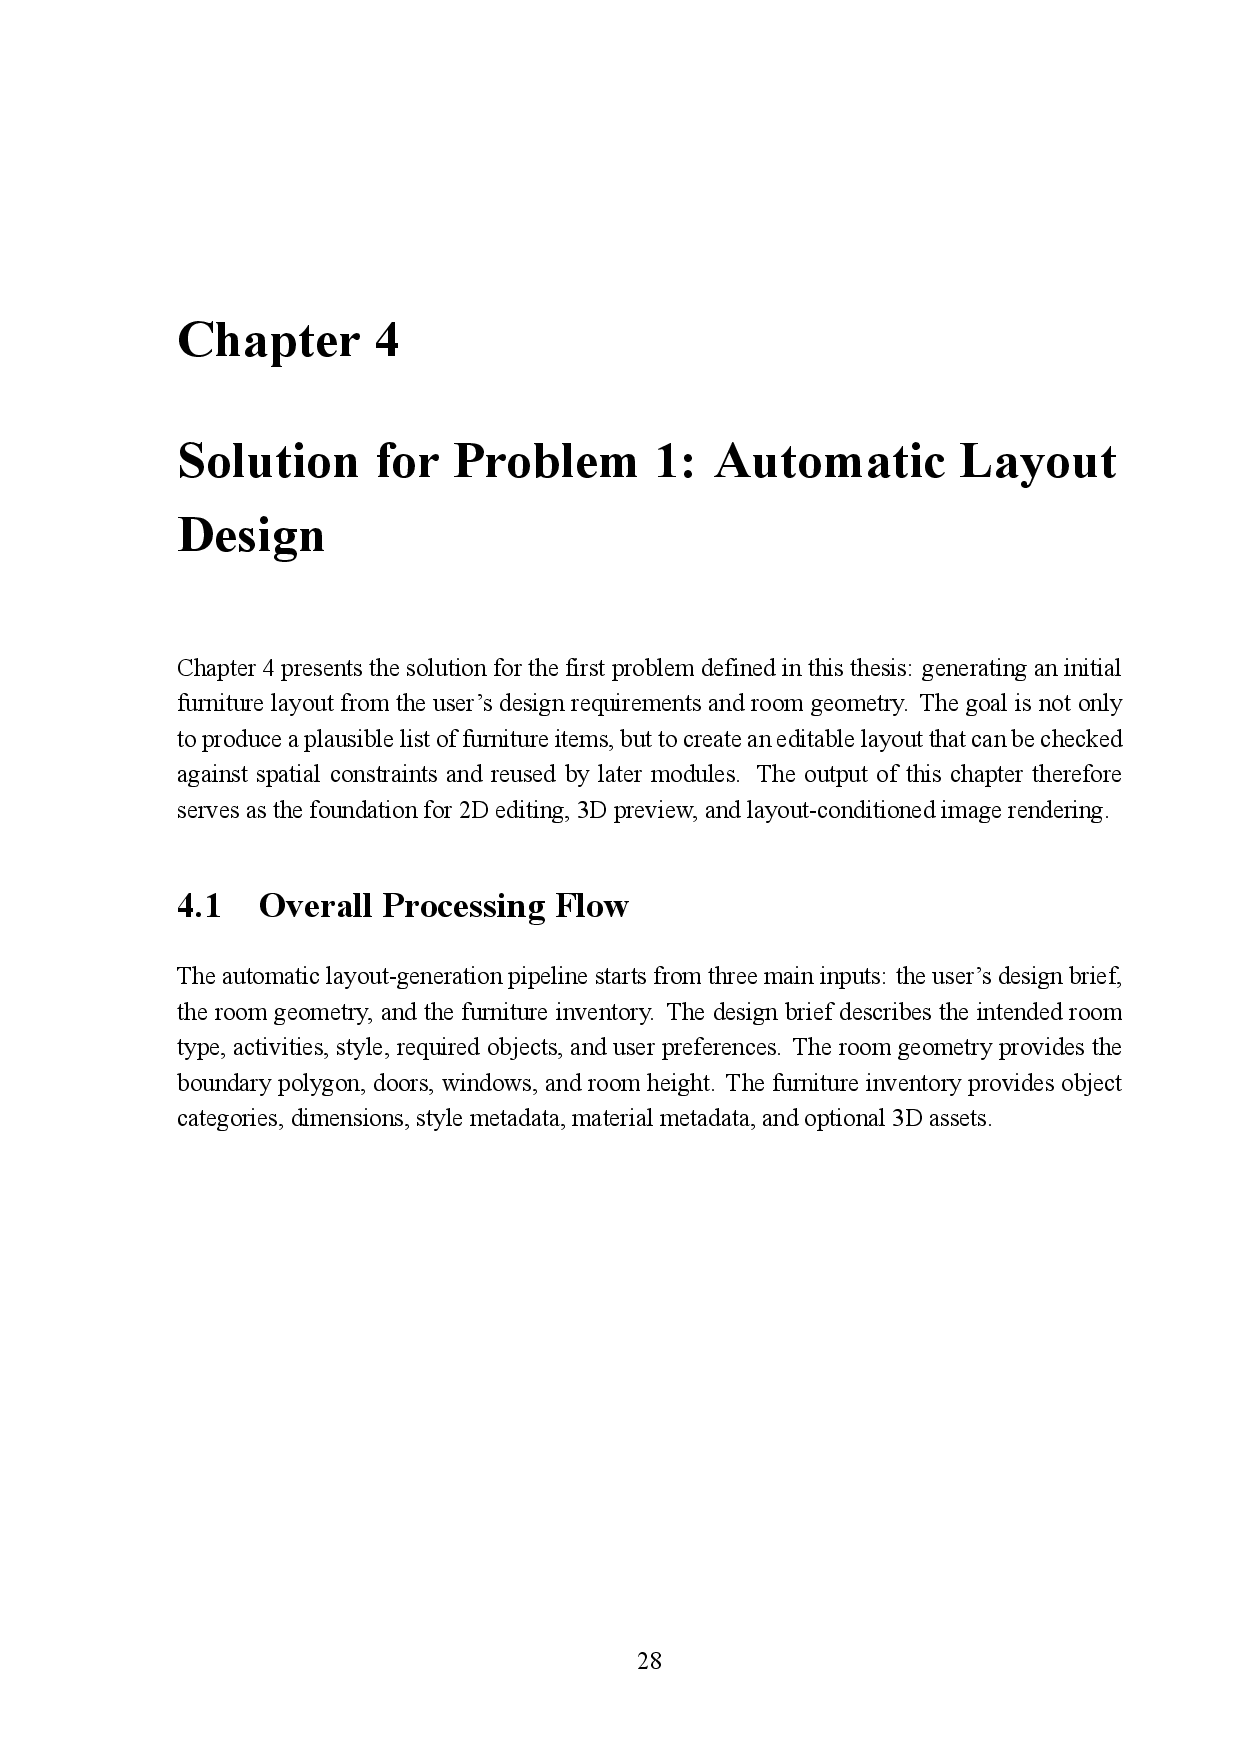 Chapter 4
Solution for Problem 1: Automatic Layout
Design
Chapter 4 presents the solution for the first problem defined in this thesis: generating an initial
furniture layout from the user’s design requirements and room geometry. The goal is not only
to produce a plausible list of furniture items, but to create an editable layout that can be checked
against spatial constraints and reused by later modules. The output of this chapter therefore
serves as the foundation for 2D editing, 3D preview, and layout-conditioned image rendering.
4.1 Overall Processing Flow
The automatic layout-generation pipeline starts from three main inputs: the user’s design brief,
the room geometry, and the furniture inventory. The design brief describes the intended room
type, activities, style, required objects, and user preferences. The room geometry provides the
boundary polygon, doors, windows, and room height. The furniture inventory provides object
categories, dimensions, style metadata, material metadata, and optional 3D assets.
28